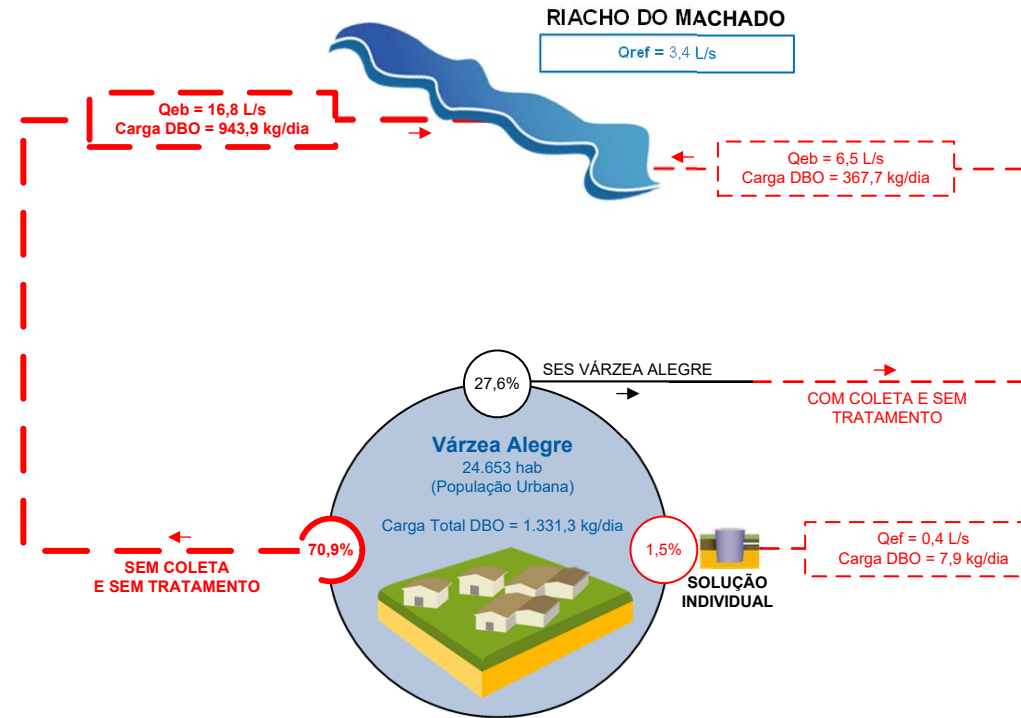 RIACHO DO MACHADO
Qref = 3,4 L/s
Qeb = 16,8 L/s
Carga DBO = 943,9 kg/dia
Qeb = 6,5 L/s
Carga DBO = 367,7 kg/dia
27,6%
SES VÁRZEA ALEGRE
COM COLETA E SEM
TRATAMENTO
Várzea Alegre
24.653 hab
(População Urbana)
Carga Total DBO = 1.331,3 kg/dia
70,9%
SEM COLETA
E SEM TRATAMENTO
1,5%
SOLUÇÃO
INDIVIDUAL
Qef = 0,4 L/s
Carga DBO = 7,9 kg/dia